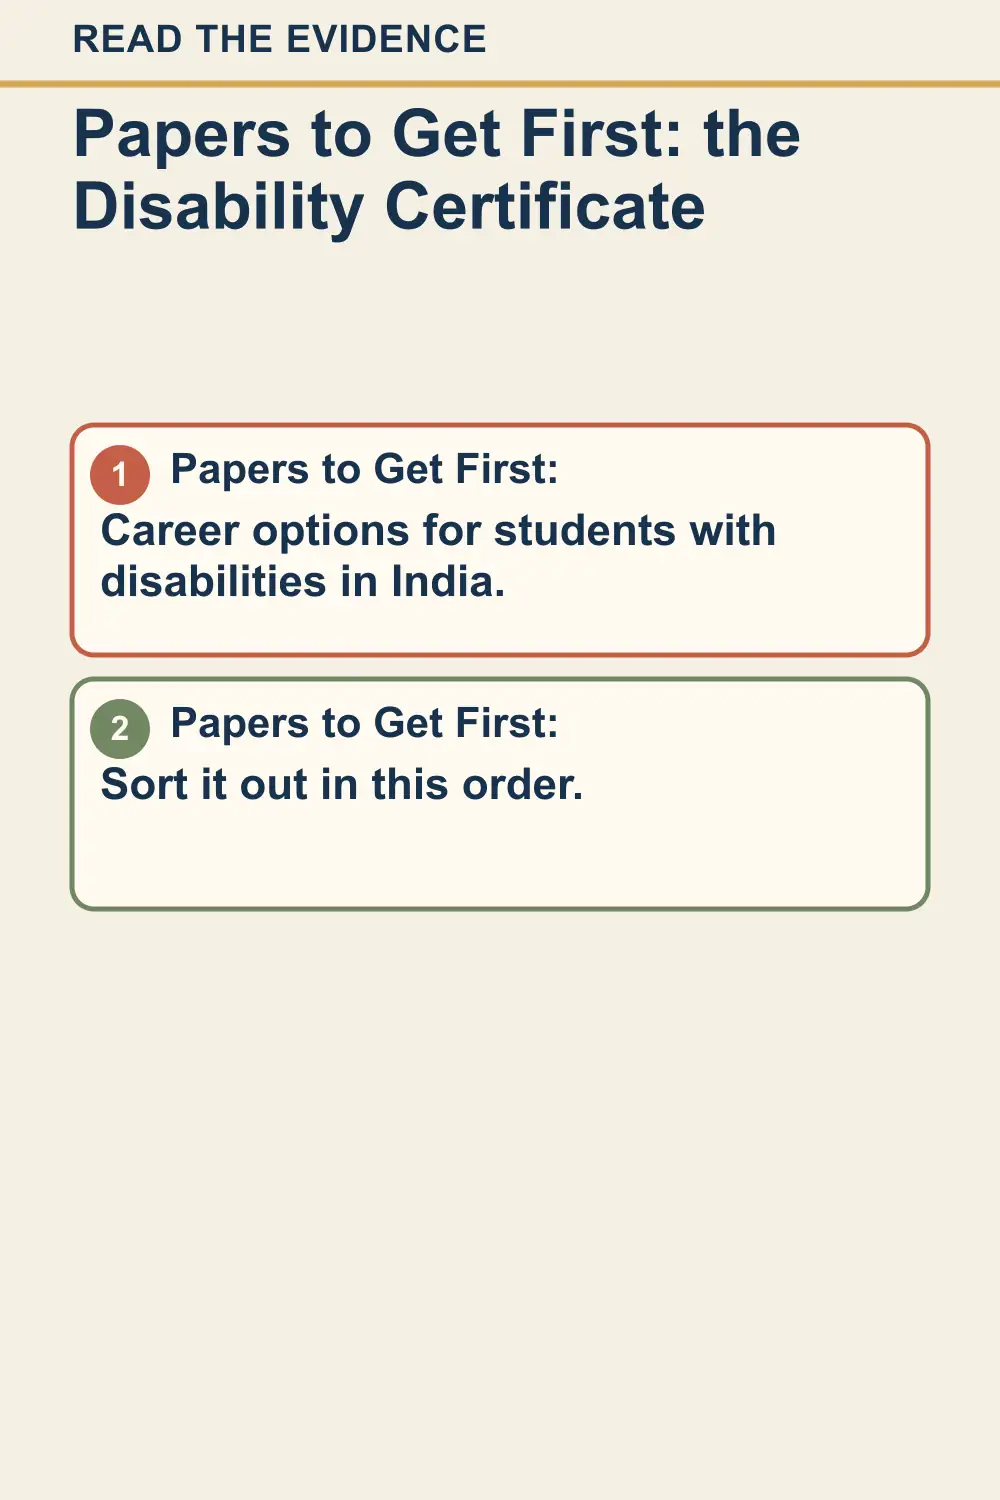 READ THE EVIDENCE
Papers to Get First: the
Disability Certificate
1 Papers to Get First:
Career options for students with
disabilities in India.
2 Papers to Get First:
Sort it out in this order.